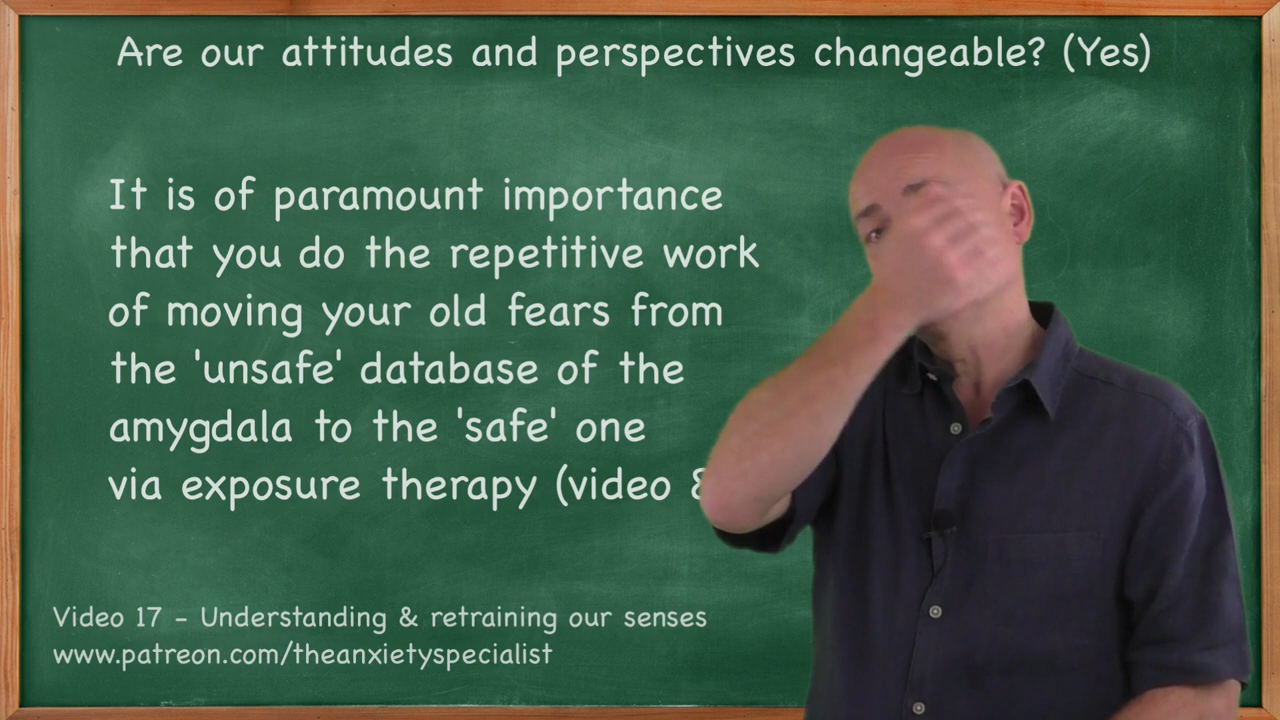 Are our attitudes and perspectives changeable? (Yes)
It is of paramount importance
that you do the repetitive work
of moving your old fears from
the 'unsafe' database of the
amygdala to the 'safe' one
via exposure therapy (video
Video 17 - Understanding & retraining our senses
www.patreon.com/theanxietyspecialist